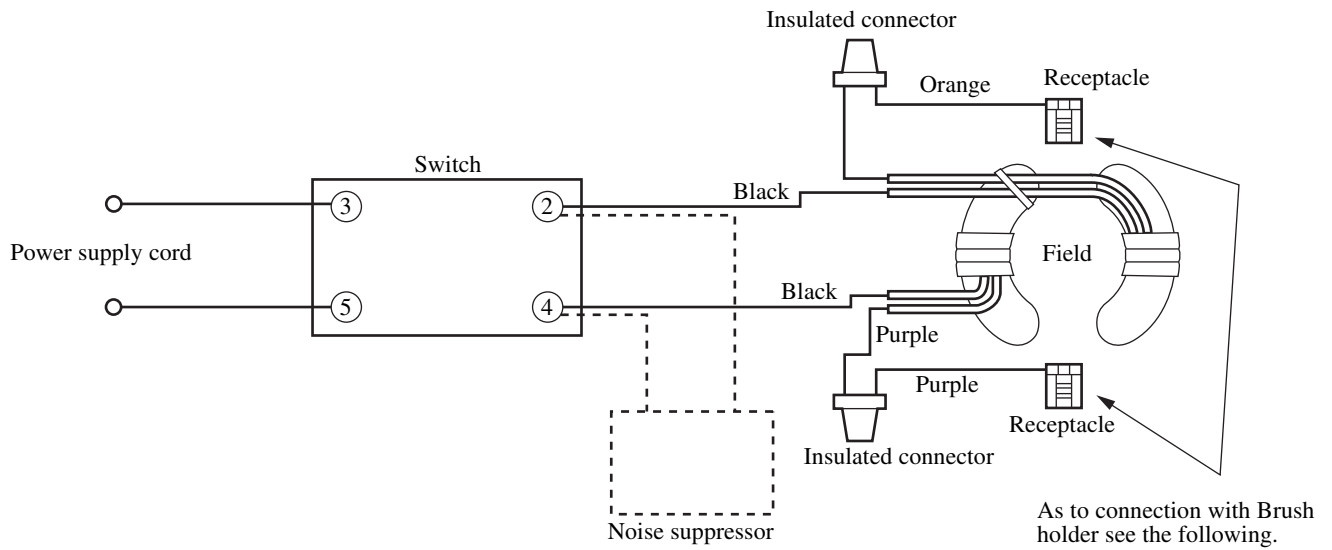 Insulated connector
Orange
Receptacle
Switch
Black
3
2
Power supply cord
Field
Black
5
4
Purple
Purple
Receptacle
Insulated connector
Noise suppressor
As to connection with Brush
holder see the following.